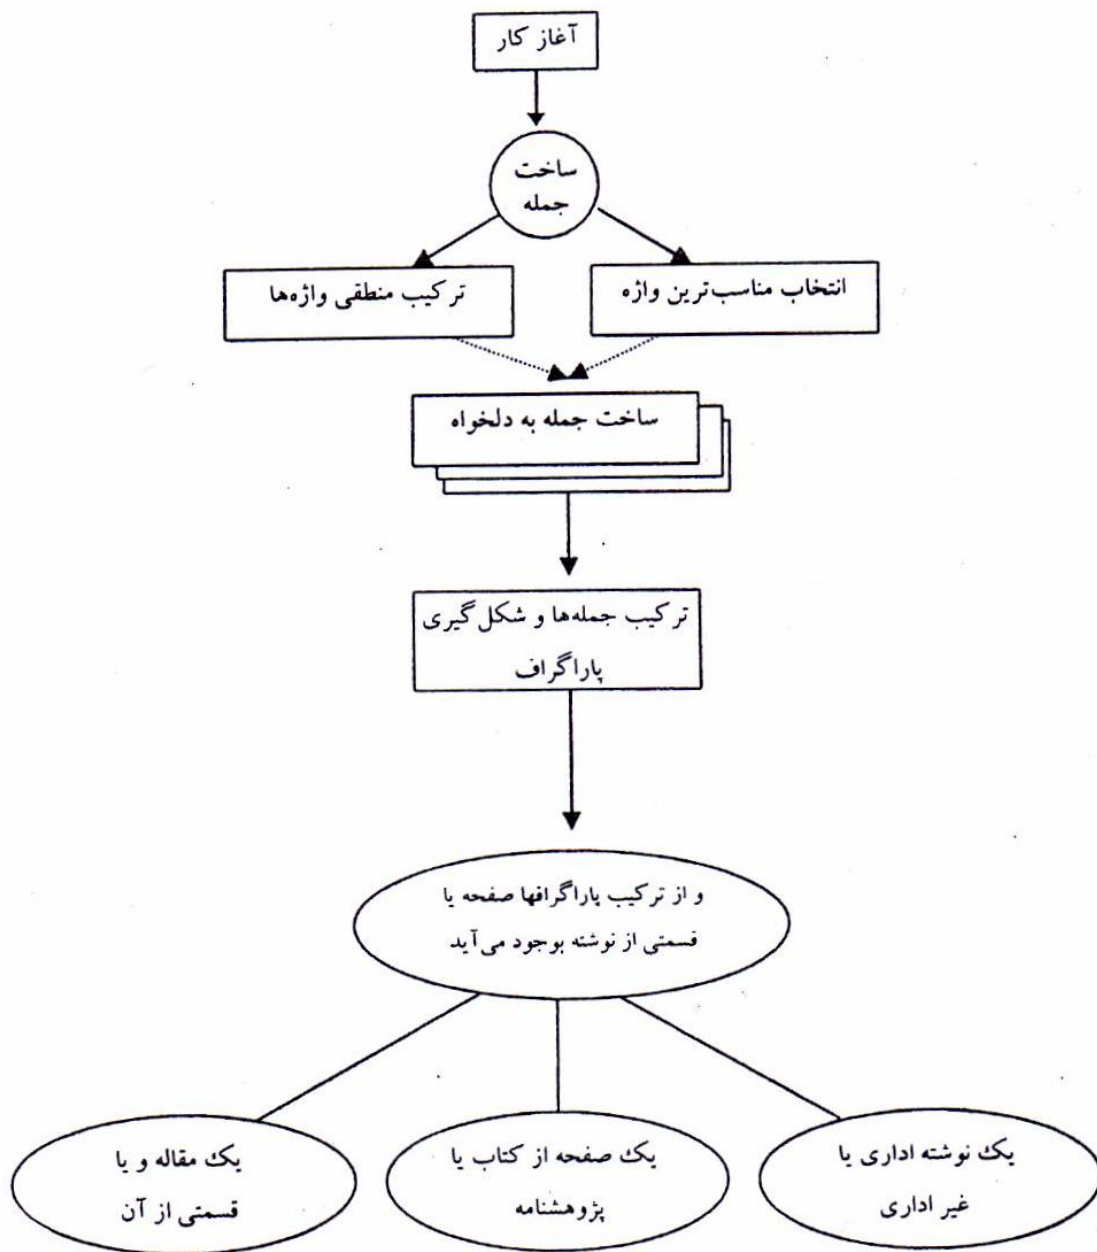 آغاز کار
ساخت
جمله
انتخاب مناسب‌ترین واژه
ترکیب منطقی واژه‌ها
ساخت جمله به دلخواه
ترکیب جمله‌ها و شکل‌گیری
پاراگراف
و از ترکیب پاراگرافها صفحه یا
قسمتی از نوشته بوجود می‌آید
یک نوشته اداری یا
غیر اداری
یک صفحه از کتاب یا
پژوهشنامه
یک مقاله و یا
قسمتی از آن